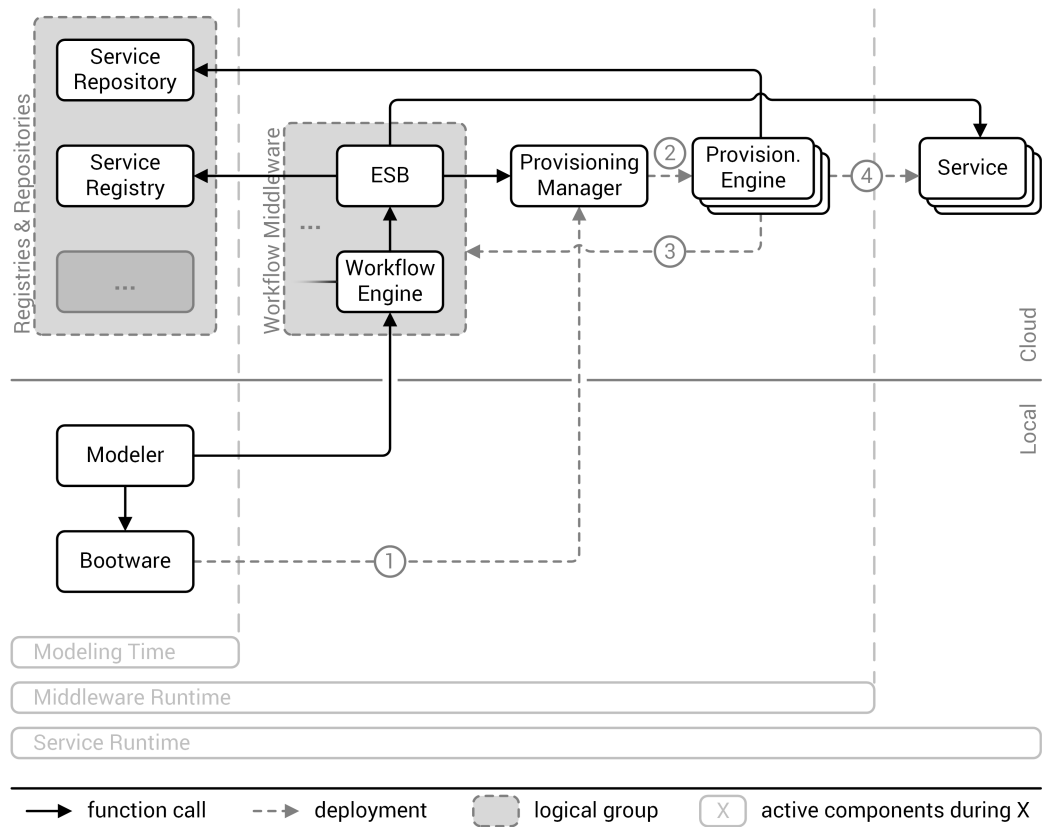 Service
Repository
Registries & Repositories
Service
Registry
...
Workflow Middleware
ESB
...
Workflow
Engine
Provisioning
Manager
2
Provision.
Engine
4
Service
3
Cloud
Local
Modeler
Bootware
1
Modeling Time
Middleware Runtime
Service Runtime
function call
deployment
logical group
X
active components during X